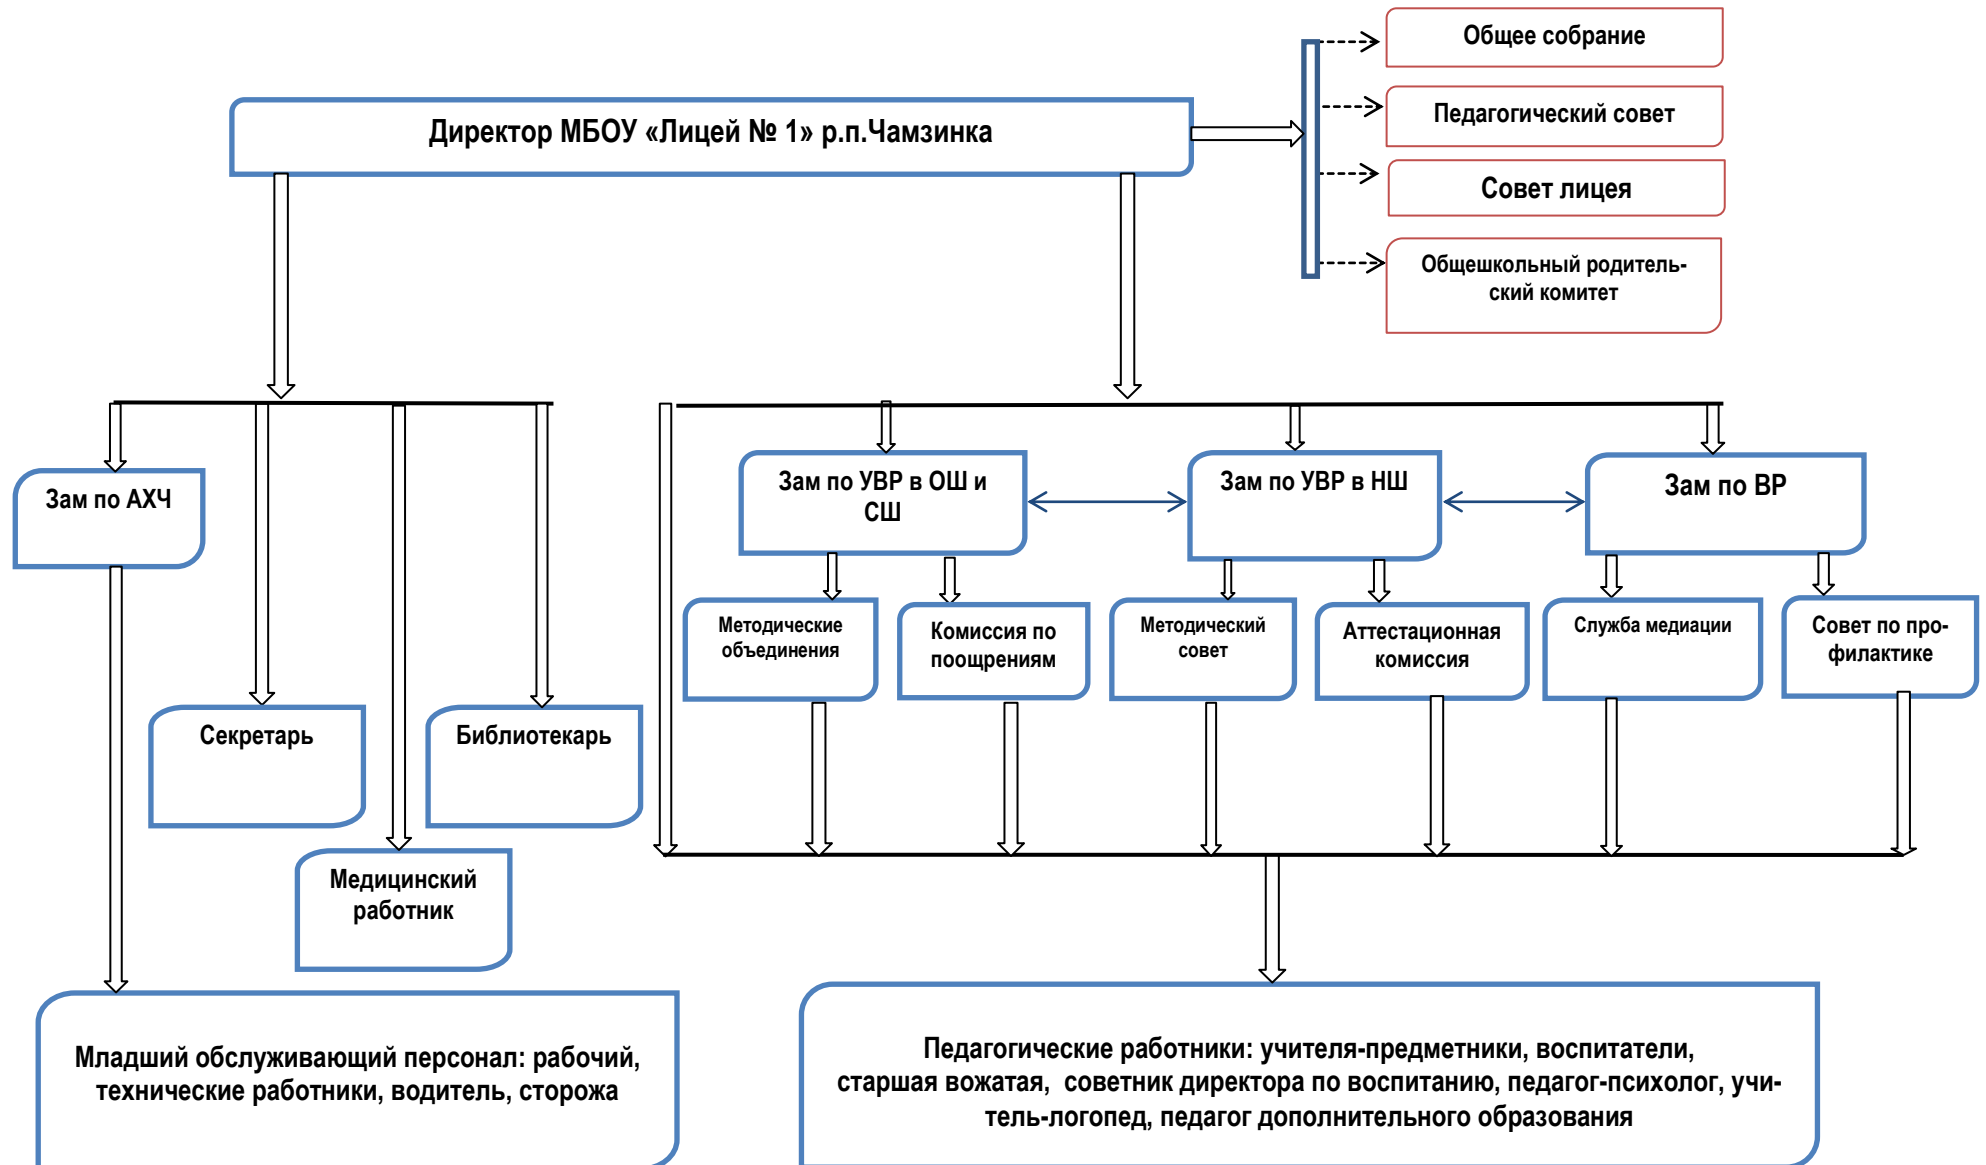 Общее собрание
Директор МБОУ «Лицей № 1» р.п.Чамзинка
Педагогический совет
Совет лицея
Общешкольный родитель-
ский комитет
Зам по АХЧ
Зам по УВР в ОШ и
СШ
Зам по УВР в НШ
Зам по ВР
Методические
объединения
Комиссия по
поощрениям
Методический
совет
Аттестационная
комиссия
Служба медиации
Совет по про-
филактике
Секретарь
Библиотекарь
Медицинский
работник
Младший обслуживающий персонал: рабочий,
технические работники, водитель, сторожа
Педагогические работники: учителя-предметники, воспитатели,
старшая вожатая, советник директора по воспитанию, педагог-психолог, учи-
тель-логопед, педагог дополнительного образования